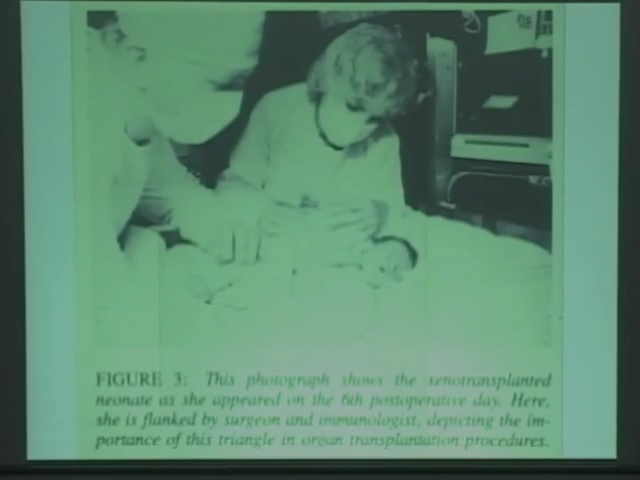 FIGURE 3: This photograph shows the xenotransplanted
neonate as she appeared on the 6th postoperative day. Here,
she is flanked by surgeon and immunologist, depicting the im-
portance of this triangle in organ transplantation procedures.